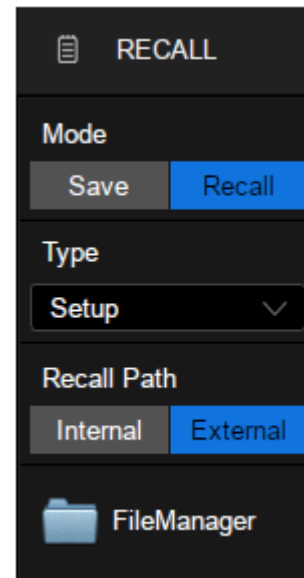 RECALL
Mode
Save Recall
Type
Setup
Recall Path
Internal External
FileManager